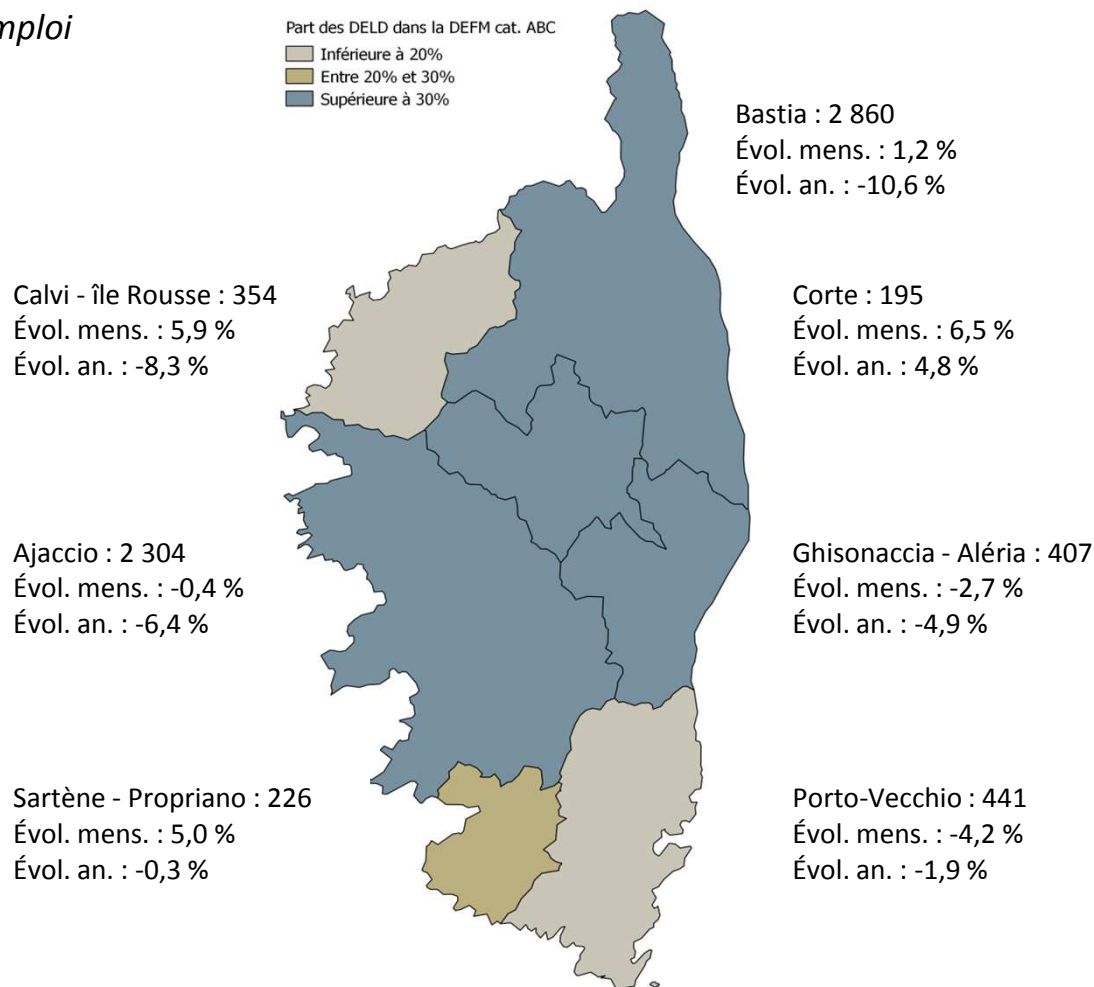 mploi
Part des DELD dans la DEFM cat. ABC
Inférieure à 20%
Entre 20% et 30%
Supérieure à 30%
Bastia : 2 860
Évol. mens. : 1,2 %
Évol. an. : -10,6 %
Calvi - île Rousse : 354
Évol. mens. : 5,9 %
Évol. an. : -8,3 %
Corte : 195
Évol. mens. : 6,5 %
Évol. an. : 4,8 %
Ajaccio : 2 304
Évol. mens. : -0,4 %
Évol. an. : -6,4 %
Ghisonaccia - Aléria : 407
Évol. mens. : -2,7 %
Évol. an. : -4,9 %
Sartène - Propriano : 226
Évol. mens. : 5,0 %
Évol. an. : -0,3 %
Porto-Vecchio : 441
Évol. mens. : -4,2 %
Évol. an. : -1,9 %